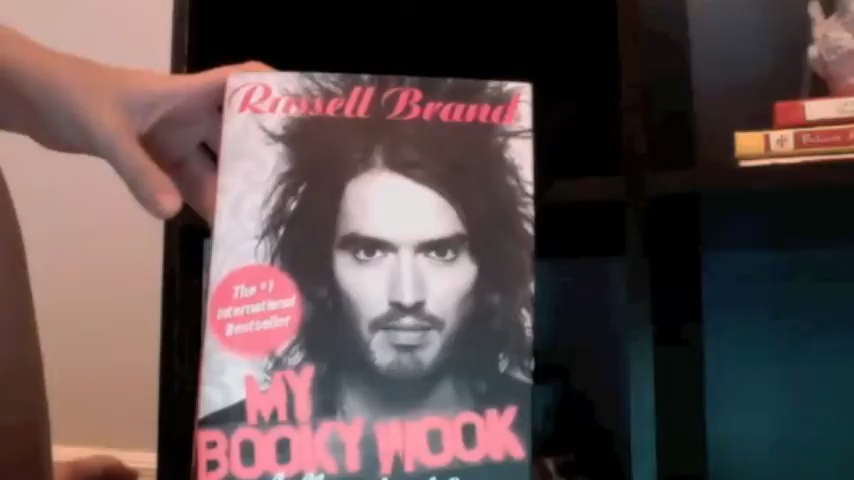 Russell Brand
The #1
International
Bestseller
MY
BOOKY WOOK